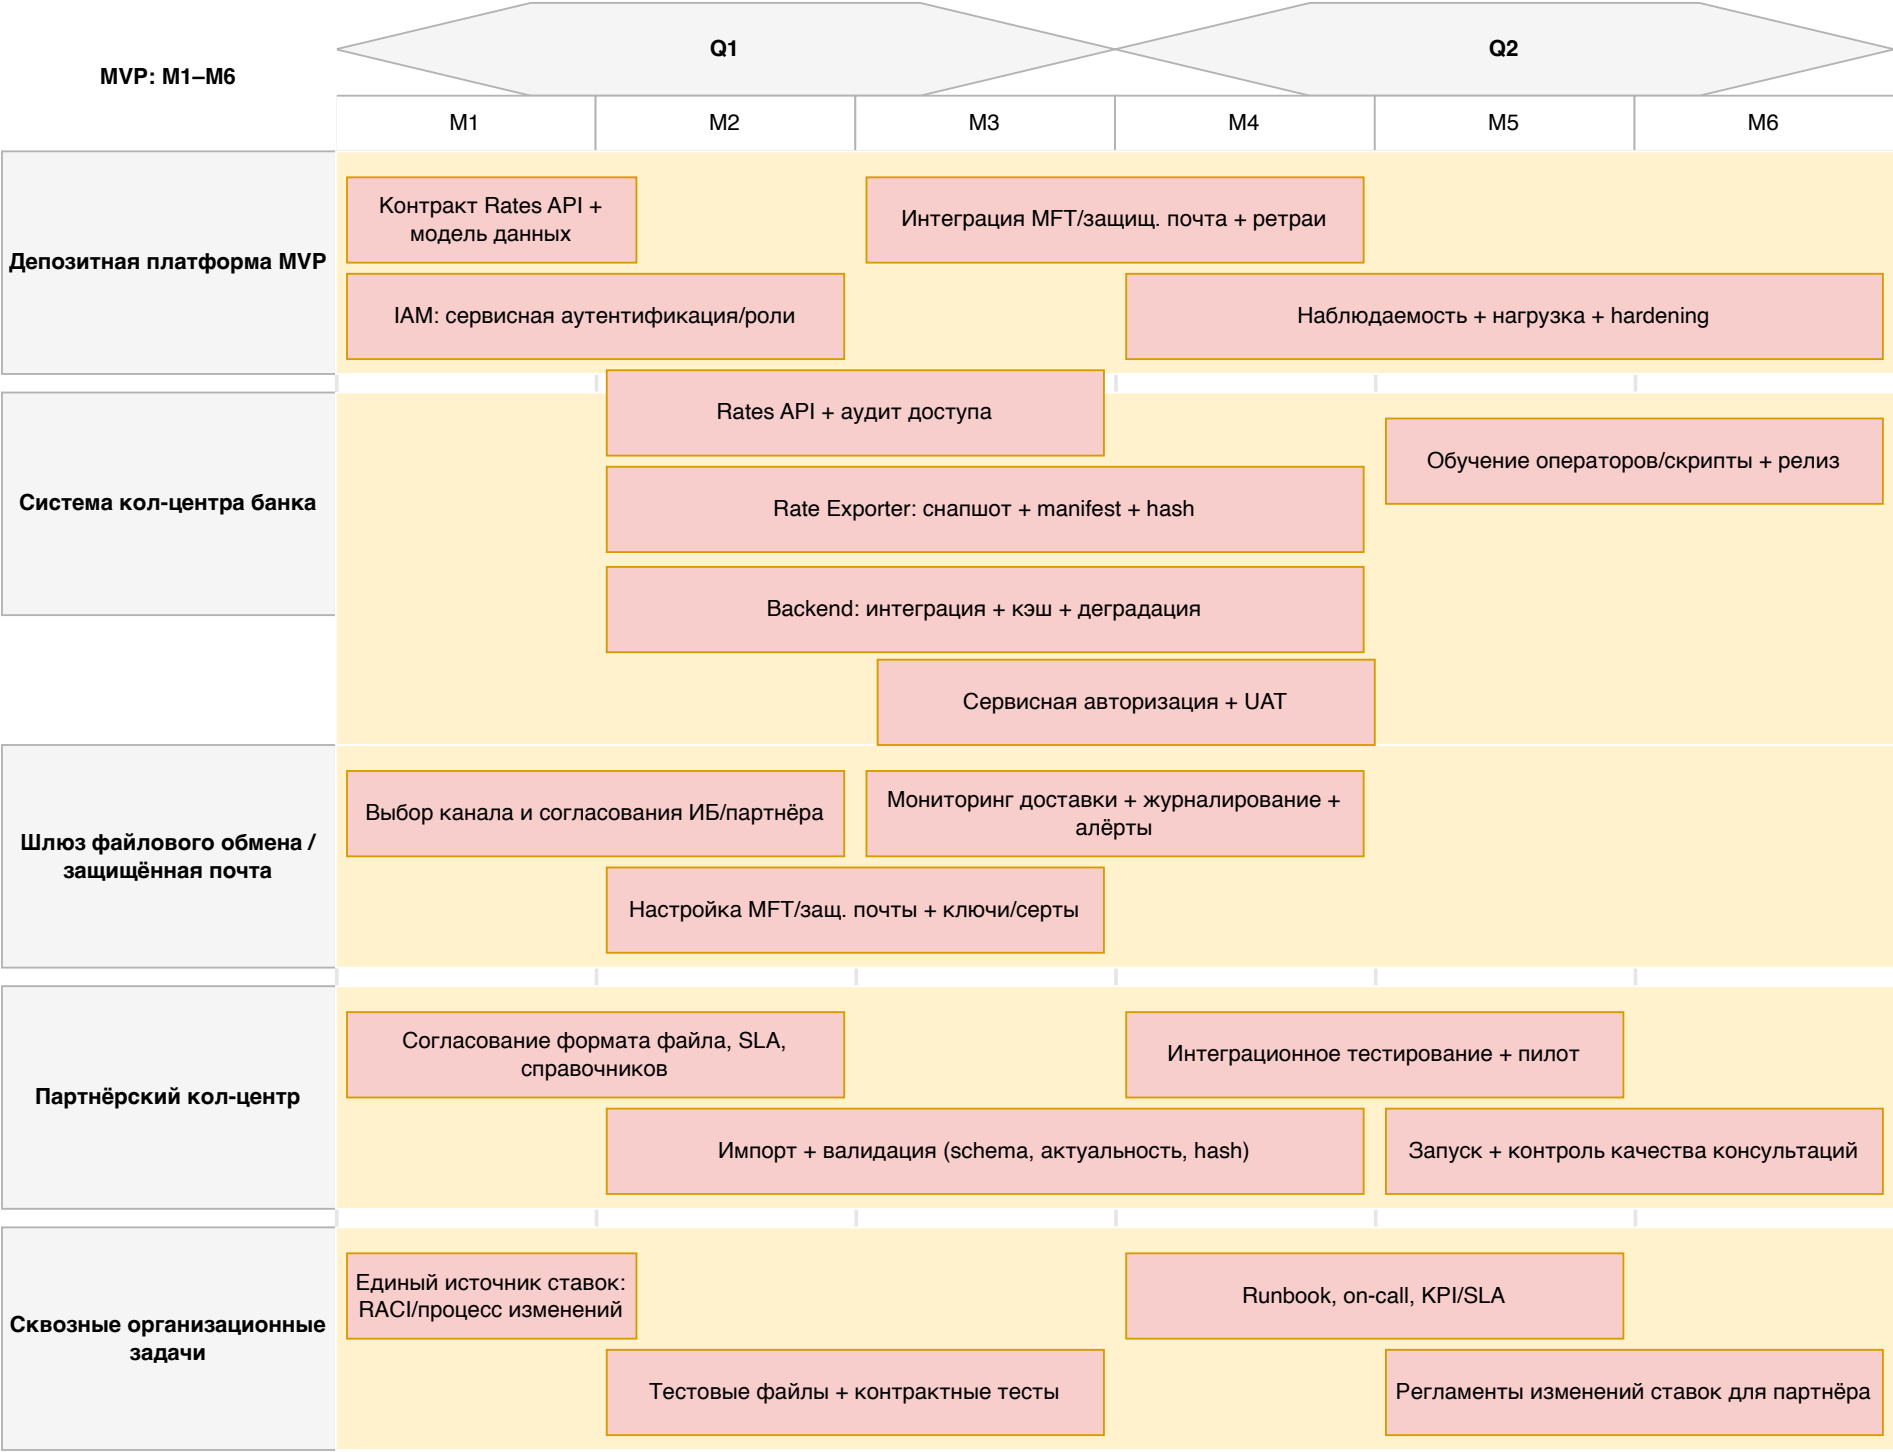 Q1
Q2
MVP: M1–M6
M1
M2
M3
M4
M5
M6
Депозитная платформа MVP
Контракт Rates API +
модель данных
Интеграция MFT/защищ. почта + ретраи
IAM: сервисная аутентификация/роли
Наблюдаемость + нагрузка + hardening
Система кол-центра банка
Rates API + аудит доступа
Обучение операторов/скрипты + релиз
Rate Exporter: снапшот + manifest + hash
Backend: интеграция + кэш + деградация
Сервисная авторизация + UAT
Шлюз файлового обмена /
защищённая почта
Выбор канала и согласования ИБ/партнёра
Мониторинг доставки + журналирование +
алёрты
Настройка MFT/защ. почты + ключи/серты
Партнёрский кол-центр
Согласование формата файла, SLA,
справочников
Интеграционное тестирование + пилот
Импорт + валидация (schema, актуальность, hash)
Запуск + контроль качества консультаций
Сквозные организационные
задачи
Единый источник ставок:
RACI/процесс изменений
Runbook, on-call, KPI/SLA
Тестовые файлы + контрактные тесты
Регламенты изменений ставок для партнёра